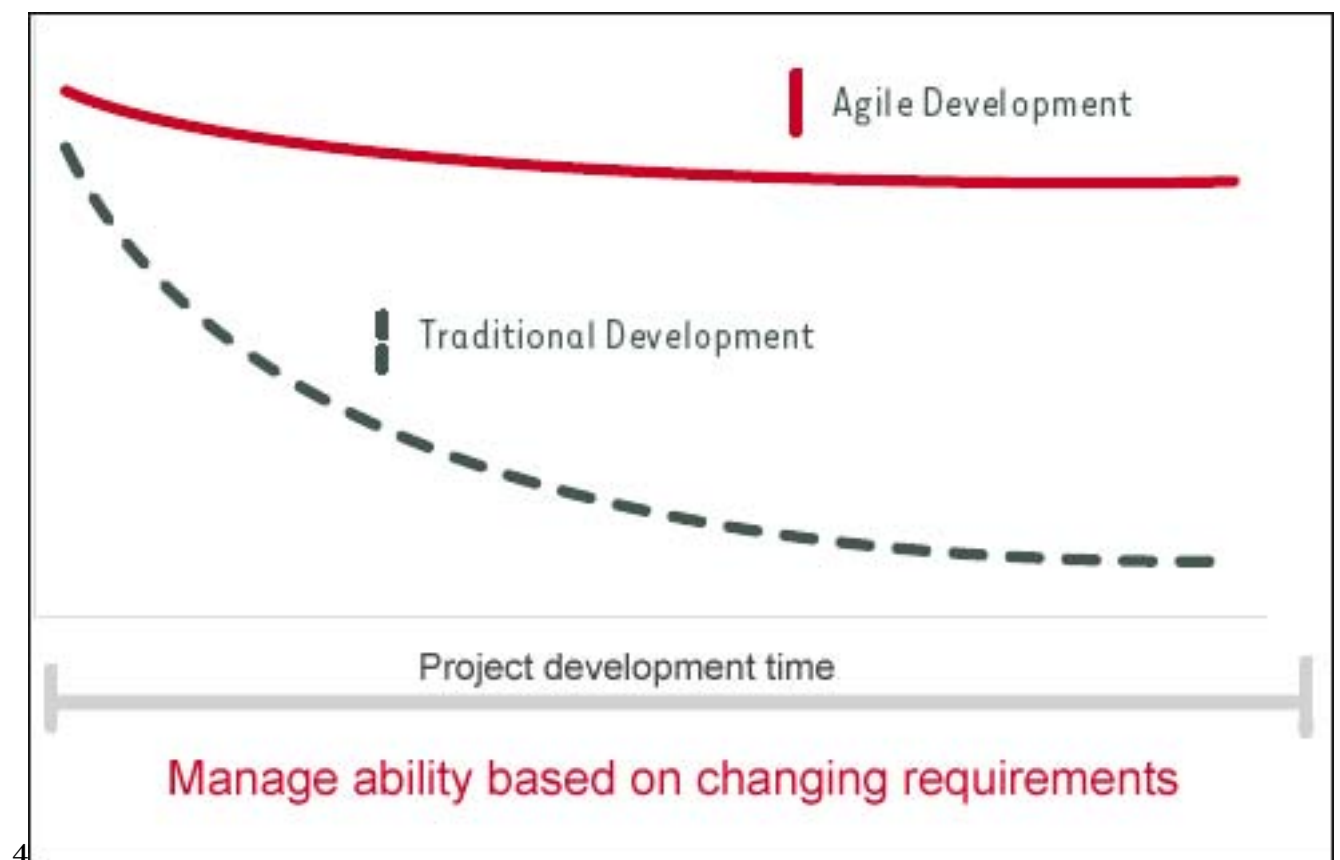 Agile Development
Traditional Development
Project development time
Manage ability based on changing requirements
4